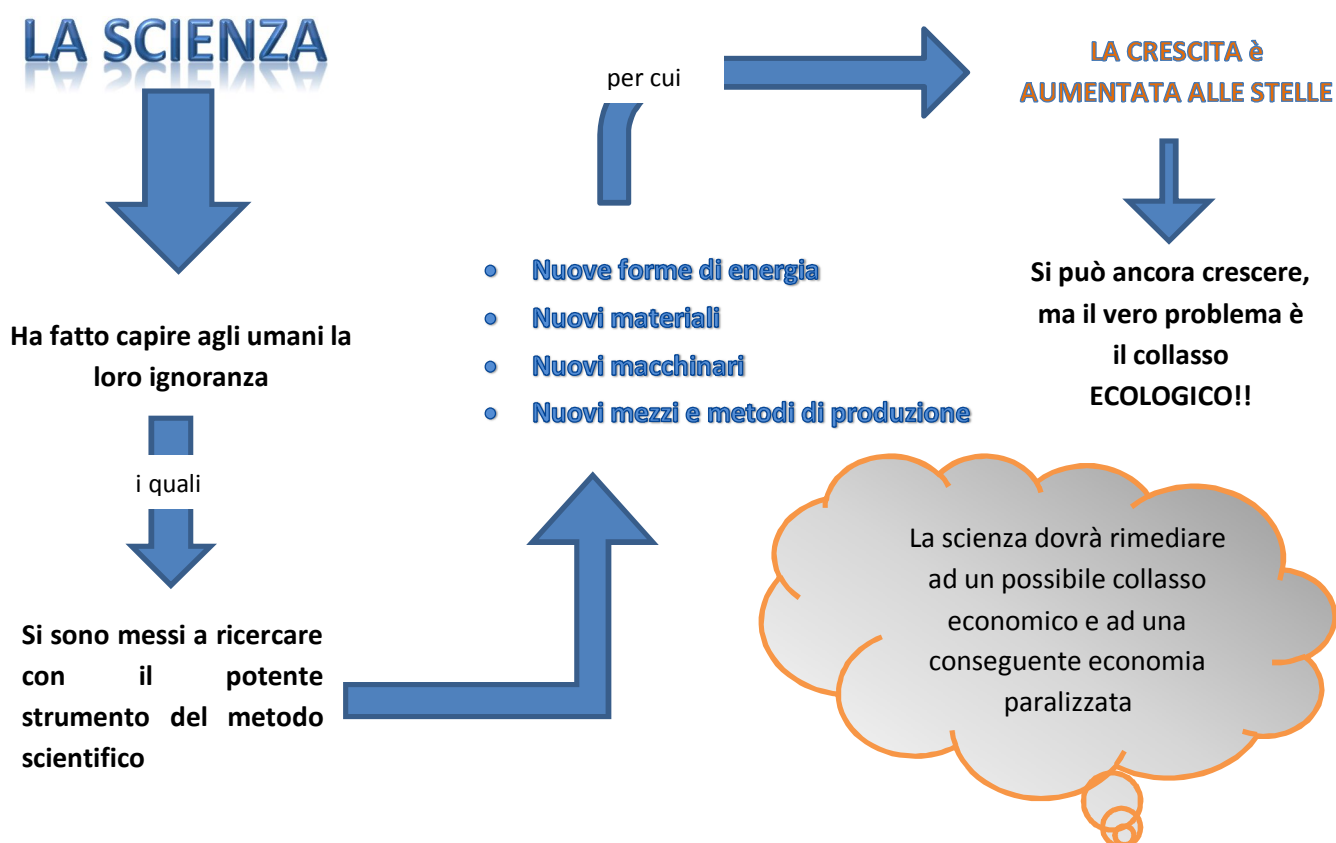 LA SCIENZA
Ha fatto capire agli umani la
loro ignoranza
i quali
Si sono messi a ricercare
con il potente
strumento del metodo
scientifico
• Nuove forme di energia
• Nuovi materiali
• Nuovi macchinari
• Nuovi mezzi e metodi di produzione
per cui
LA CRESCITA è
AUMENTATA ALLE STELLE
Si può ancora crescere,
ma il vero problema è
il collasso
ECOLOGICO!!
La scienza dovrà rimediare
ad un possibile collasso
economico e ad una
conseguente economia
paralizzata